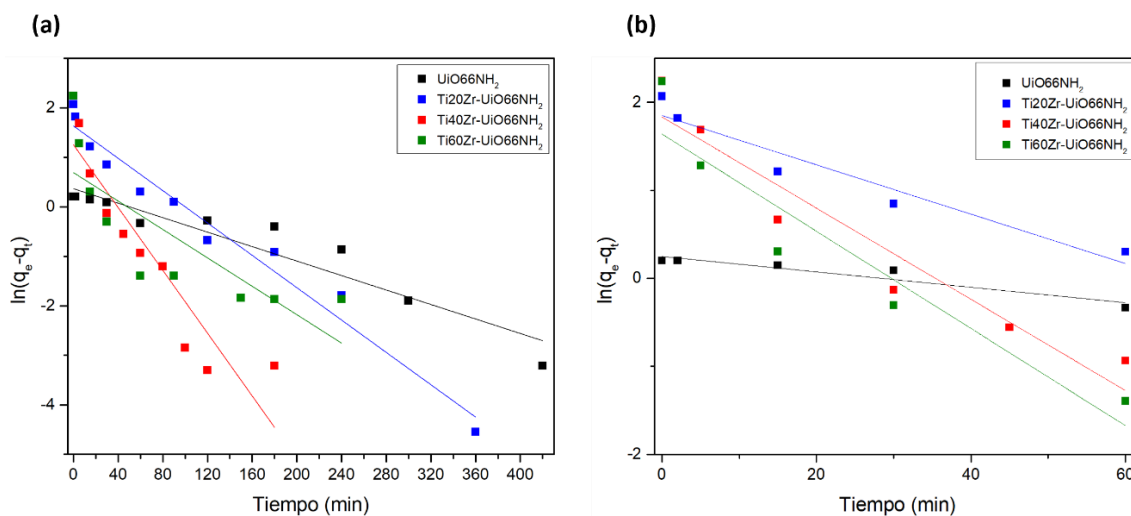 (a)
ln(qₑ-qₜ)
2
0
-2
-4
0 40 80 120 160 200 240 280 320 360 400
Tiempo (min)
UiO66NH₂
Ti20Zr-UiO66NH₂
Ti40Zr-UiO66NH₂
Ti60Zr-UiO66NH₂
(b)
ln(qₑ-qₜ)
2
0
-2
0 20 40 60
Tiempo (min)
UiO66NH₂
Ti20Zr-UiO66NH₂
Ti40Zr-UiO66NH₂
Ti60Zr-UiO66NH₂